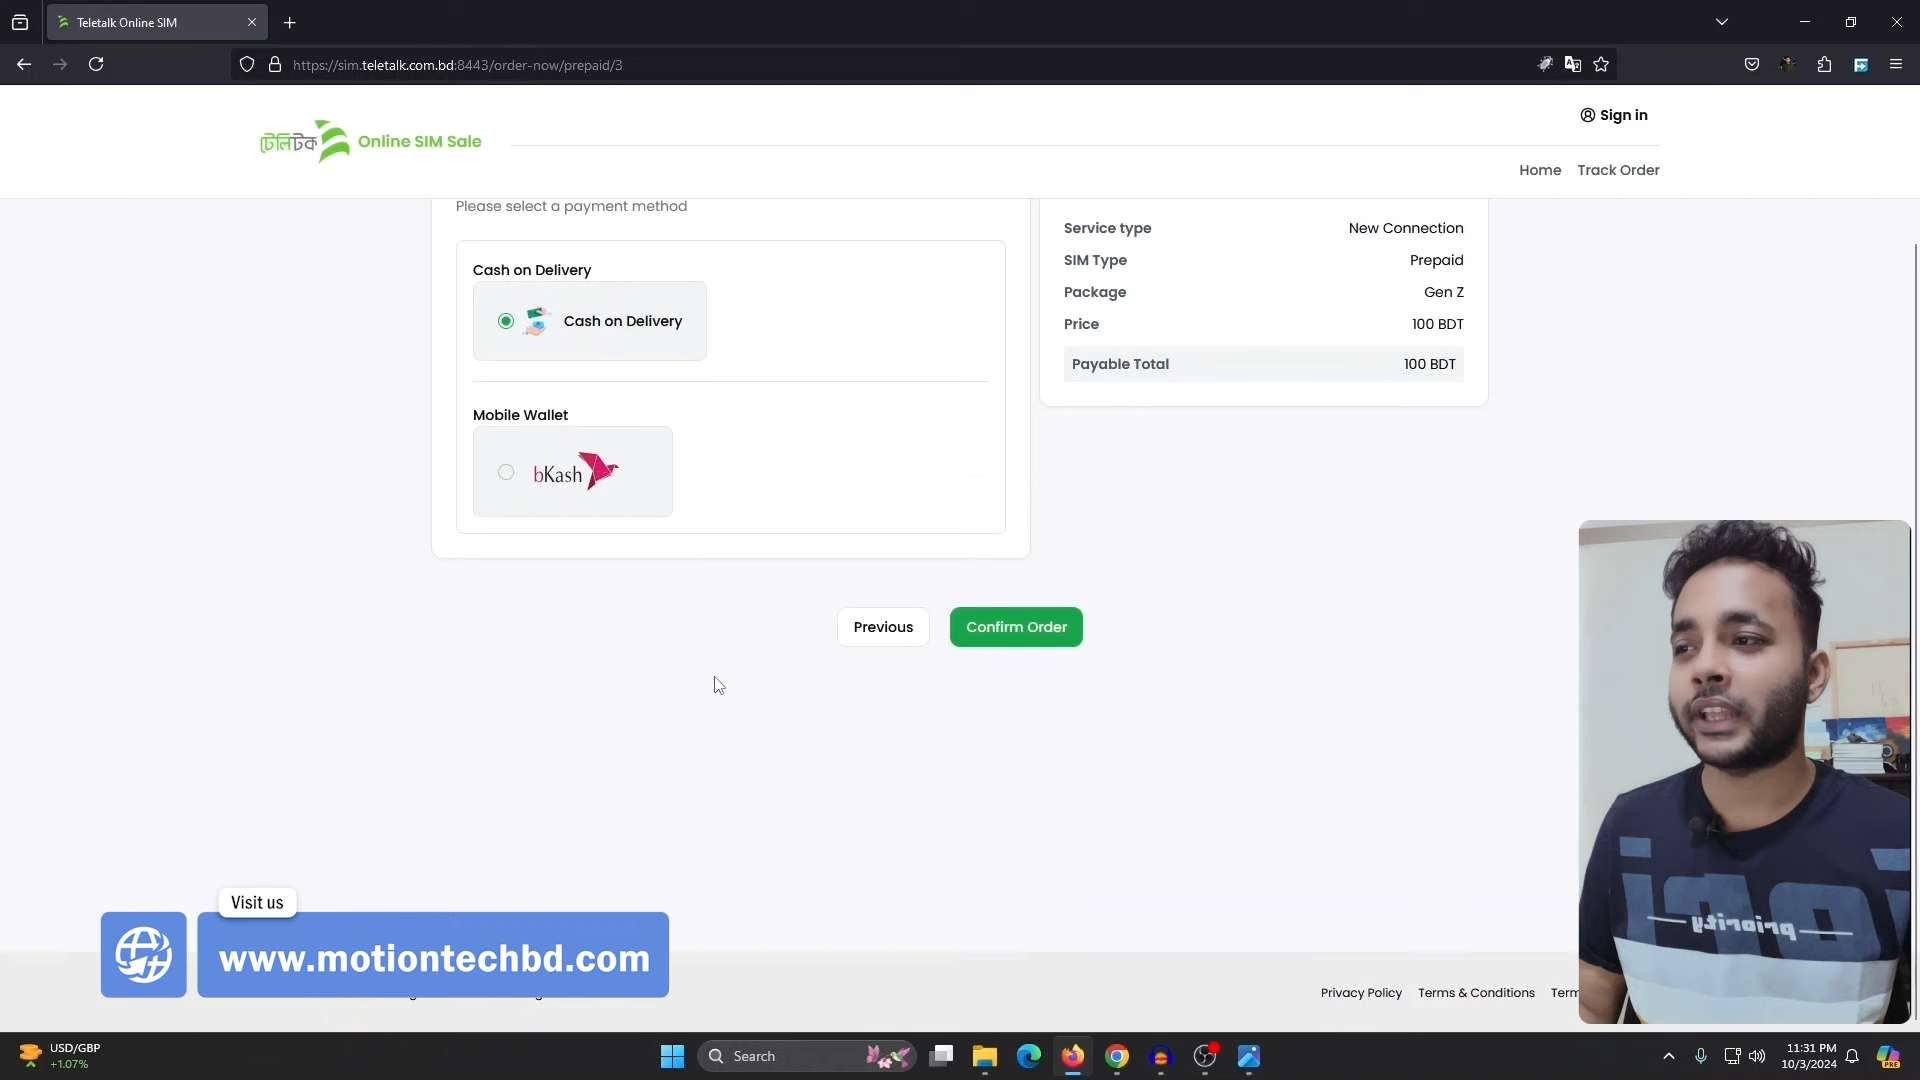 Teletalk Online SIM
https://sim.teletalk.com.bd:8443/order-now/prepaid/3
Sign in
টেলিটক
Online SIM Sale
Home
Track Order
Please select a payment method
Cash on Delivery
Cash on Delivery
Mobile Wallet
bKash
Service type
New Connection
SIM Type
Prepaid
Package
Gen Z
Price
100 BDT
Payable Total
100 BDT
Previous
Confirm Order
priority
Visit us
www.motiontechbd.com
Privacy Policy
Terms & Conditions
Term
USD/GBP
+1.07%
Search
11:31 PM
10/3/2024
PRE